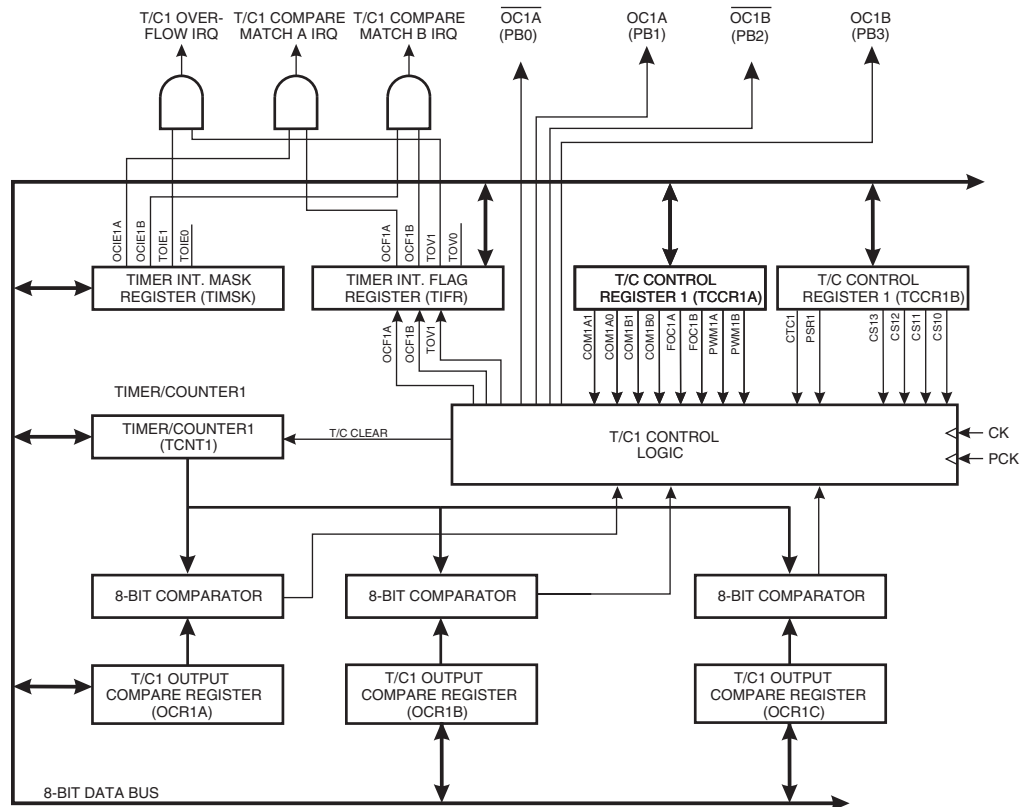 T/C1 OVER-
FLOW IRQ
T/C1 COMPARE
MATCH A IRQ
T/C1 COMPARE
MATCH B IRQ
OC1A
(PB0)
OC1A
(PB1)
OC1B
(PB2)
OC1B
(PB3)
OCIE1A
OCIE1B
TOIE1
TOIE0
OCF1A
OCF1B
TOV1
TOV0
TIMER INT. MASK
REGISTER (TIMSK)
TIMER INT. FLAG
REGISTER (TIFR)
T/C CONTROL
REGISTER 1 (TCCR1A)
T/C CONTROL
REGISTER 1 (TCCR1B)
OCF1A
OCF1B
TOV1
COM1A1
COM1A0
COM1B1
COM1B0
FOC1A
FOC1B
PWM1A
PWM1B
CTC1
PSR1
CS13
CS12
CS11
CS10
TIMER/COUNTER1
TIMER/COUNTER1
(TCNT1)
T/C CLEAR
T/C1 CONTROL
LOGIC
CK
PCK
8-BIT COMPARATOR
8-BIT COMPARATOR
8-BIT COMPARATOR
T/C1 OUTPUT
COMPARE REGISTER
(OCR1A)
T/C1 OUTPUT
COMPARE REGISTER
(OCR1B)
T/C1 OUTPUT
COMPARE REGISTER
(OCR1C)
8-BIT DATA BUS